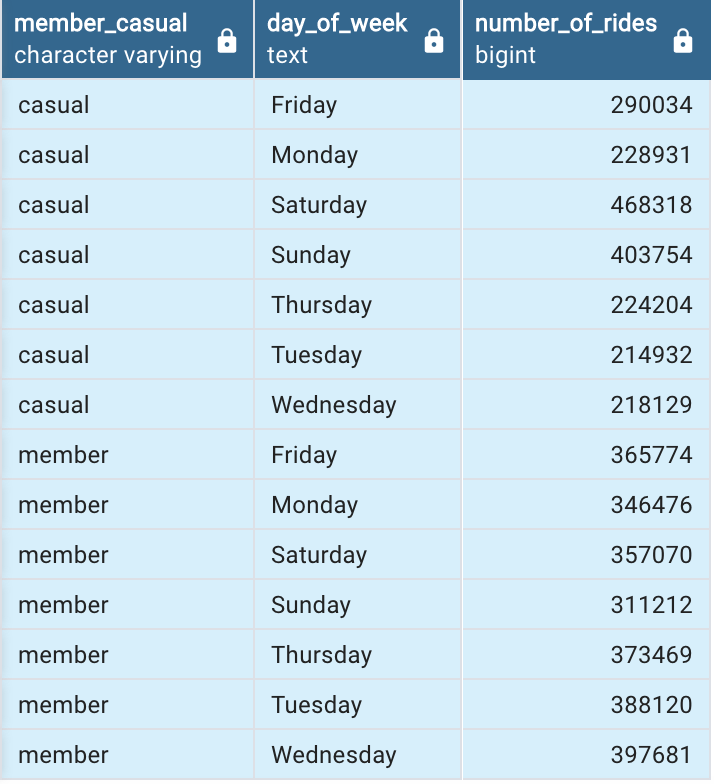 member_casual day_of_week number_of_rides
character varying text bigint
casual Friday 290034
casual Monday 228931
casual Saturday 468318
casual Sunday 403754
casual Thursday 224204
casual Tuesday 214932
casual Wednesday 218129
member Friday 365774
member Monday 346476
member Saturday 357070
member Sunday 311212
member Thursday 373469
member Tuesday 388120
member Wednesday 397681